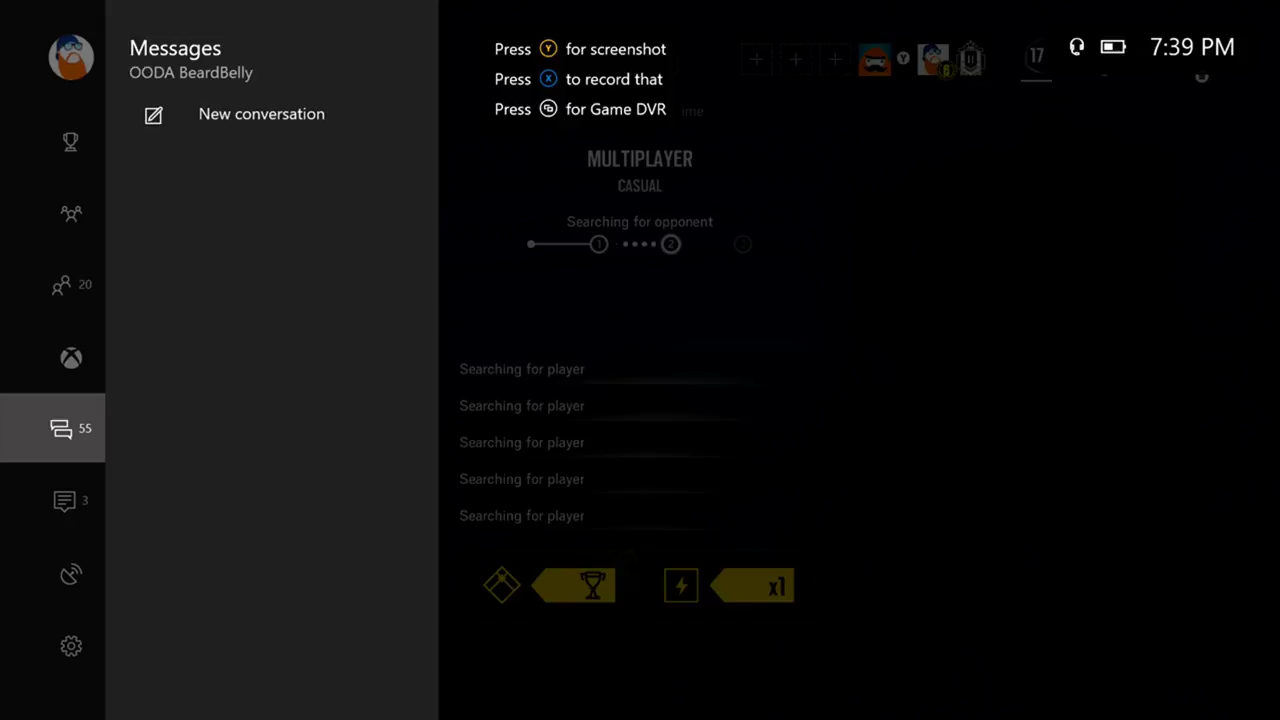 Messages
OODA BeardBelly
New conversation
20
55
3
Press Y for screenshot
Press X to record that
Press for Game DVR
Y
17
7:39 PM
MULTIPLAYER
CASUAL
Searching for opponent
1
2
3
Searching for player
Searching for player
Searching for player
Searching for player
Searching for player
x1